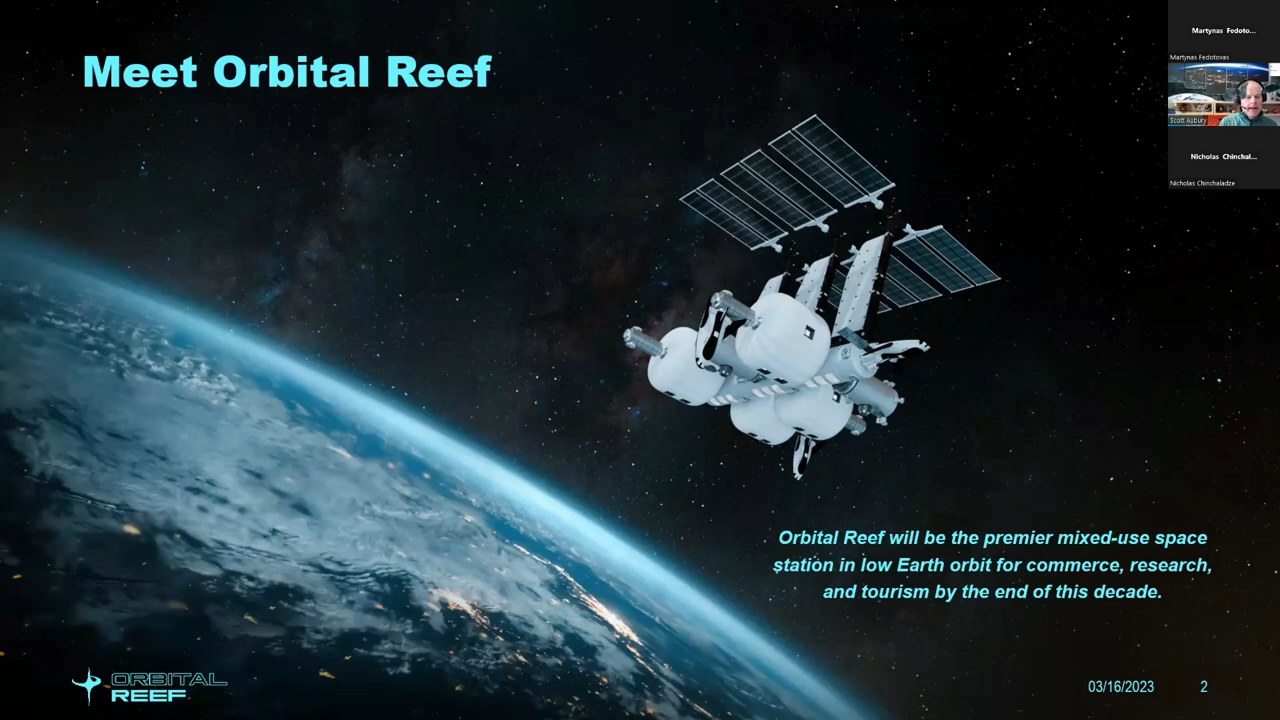 Meet Orbital Reef
Martynas Fedoto...
Martynas Fedotovas
Scott Asbury
Nicholas Chinchal...
Nicholas Chinchaladze
Orbital Reef will be the premier mixed-use space
station in low Earth orbit for commerce, research,
and tourism by the end of this decade.
ORBITAL
REEF
03/16/2023
2